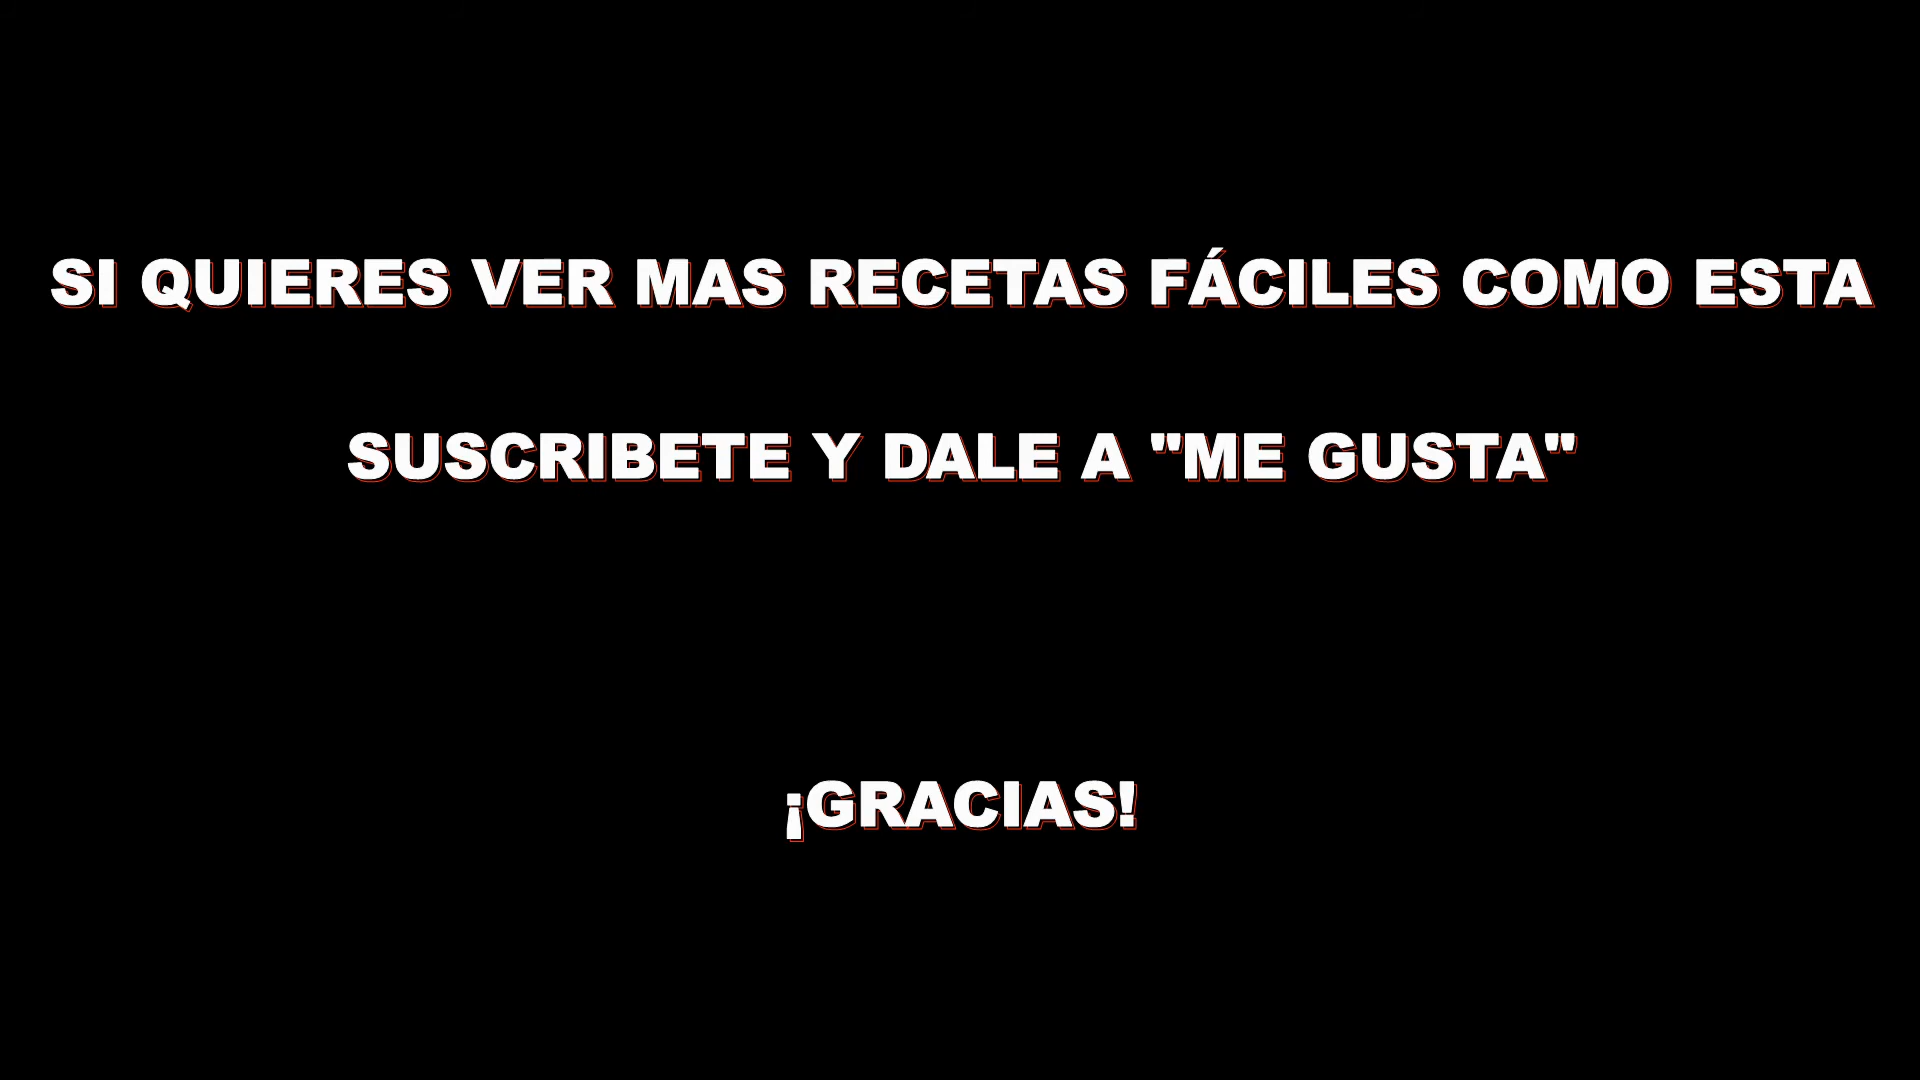 SI QUIERES VER MAS RECETAS FÁCILES COMO ESTA
SUSCRIBETE Y DALE A "ME GUSTA"
¡GRACIAS!